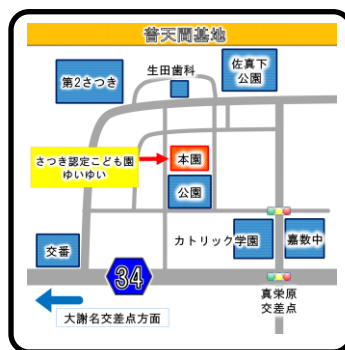 普天間基地
生田歯科
佐真下
公園
第2さつき
さつき認定こども園
ゆいゆい
本園
公園
カトリック学園
嘉数中
交番
34
真栄原
交差点
大謝名交差点方面